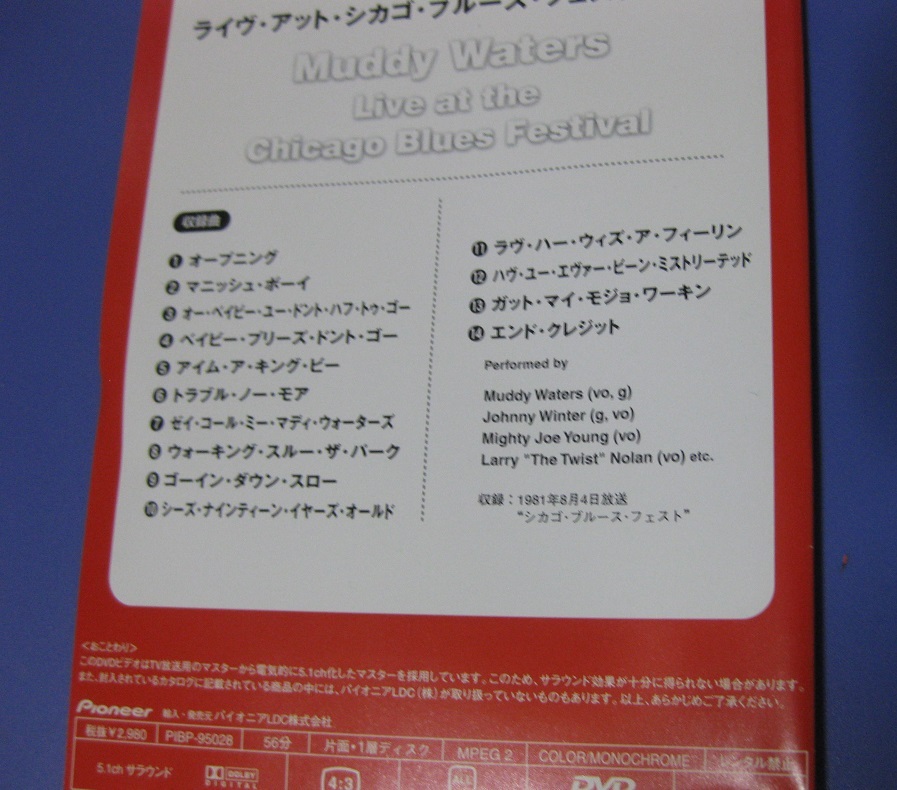 ライヴ・アット・シカゴ・ブルース・フェス
Muddy Waters
Live at the
Chicago Blues Festival
収録曲
❶ オープニング
❷ マニッシュ・ボーイ
❸ オー・ベイビー・ユー・ドント・ハフ・トゥ・ゴー
❹ ベイビー・プリーズ・ドント・ゴー
❺ アイム・ア・キング・ビー
❻ トラブル・ノー・モア
❼ ゼイ・コール・ミー・マディ・ウォーターズ
❽ ウォーキング・スルー・ザ・パーク
❾ ゴーイン・ダウン・スロー
❿ シーズ・ナインティーン・イヤーズ・オールド
⓫ ラヴ・ハー・ウィズ・ア・フィーリン
⓬ ハヴ・ユー・エヴァー・ビーン・ミストリーテッド
⓭ ガット・マイ・モジョ・ワーキン
⓮ エンド・クレジット
Performed by
Muddy Waters (vo, g)
Johnny Winter (g, vo)
Mighty Joe Young (vo)
Larry "The Twist" Nolan (vo) etc.
収録：1981年8月4日放送
"シカゴ・ブルース・フェスト"
<おことわり>
このDVDビデオはTV放送用のマスターから電気的に5.1ch化したマスターを採用しています。このため、サラウンド効果が十分に得られない場合があります。
また、封入されているカタログに記載されている商品の中には、パイオニアLDC(株)が取り扱っていないものもあります。以上、あらかじめご了承ください。
Pioneer 輸入・発売元 パイオニアLDC株式会社
税抜¥2,980 PIBP-95028 56分 片面・1層ディスク MPEG 2 COLOR/MONOCHROME レンタル禁止
5.1ch サラウンド DOLBY DIGITAL 4:3 ALL DVD